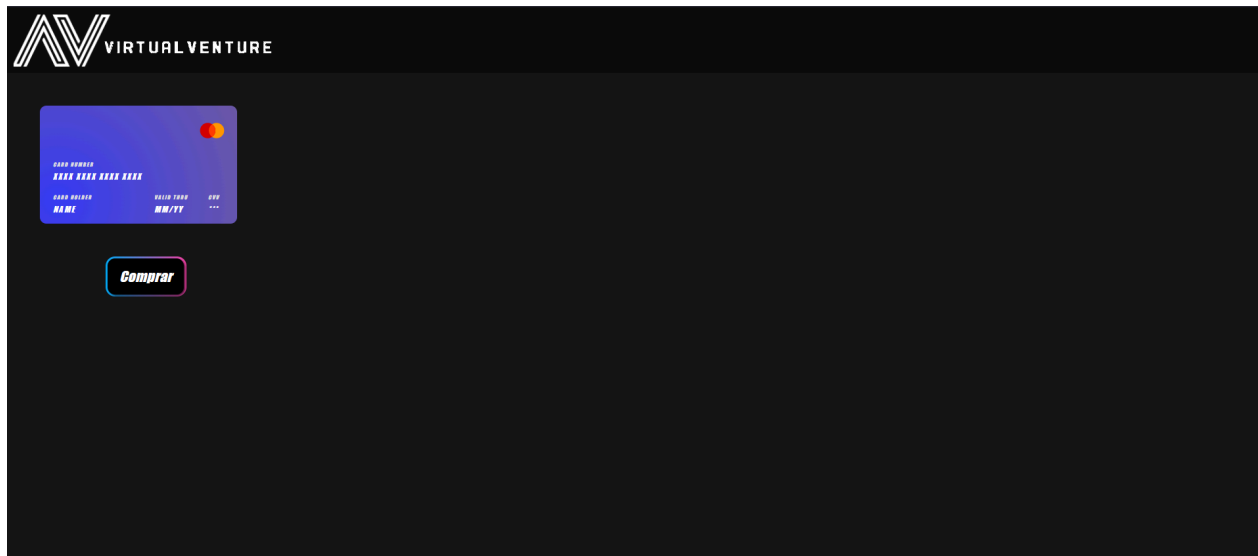 VIRTUALVENTURE
CARD NUMBER
XXXX XXXX XXXX XXXX
CARD HOLDER VALID THRU CVV
NAME MM/YY ---
Comprar